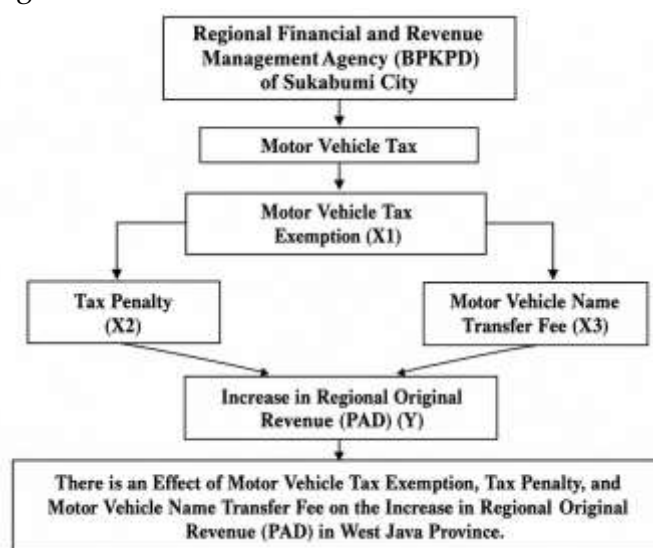 Regional Financial and Revenue
Management Agency (BPKPD)
of Sukabumi City
Motor Vehicle Tax
Motor Vehicle Tax
Exemption (X1)
Tax Penalty
(X2)
Motor Vehicle Name
Transfer Fee (X3)
Increase in Regional Original
Revenue (PAD) (Y)
There is an Effect of Motor Vehicle Tax Exemption, Tax Penalty, and
Motor Vehicle Name Transfer Fee on the Increase in Regional Original
Revenue (PAD) in West Java Province.